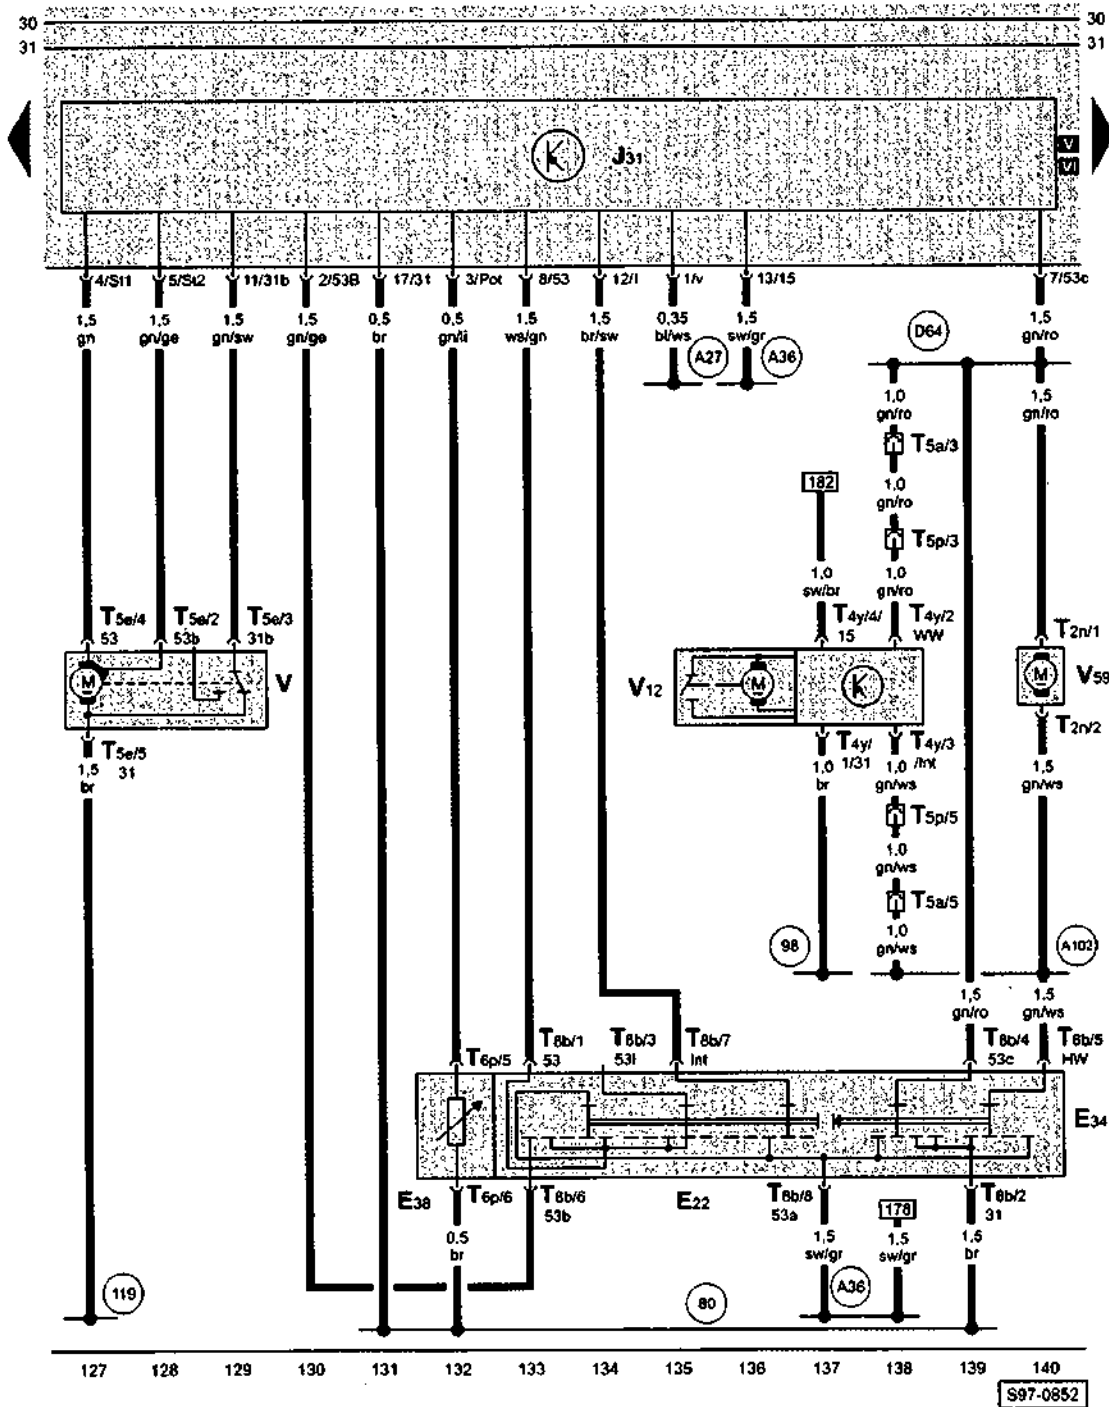 30 30
31 31
J31
V
VI
4/St1 5/St2 11/31b 2/53B 17/31 3/Pot 8/53 12/I 1/v 13/15 7/53c
1,5 1,5 1,5 1,5 0,5 0,5 1,5 1,5 0,35 1,5 1,5
gn gn/ge gn/sw gn/ge br gn/li ws/gn br/sw bl/ws sw/gr gn/ro
D64
A27 A36
1,0 1,5
gn/ro gn/ro
T5a/3
182
1,0
gn/ro
T5p/3
1,0 1,0
sw/br gn/ro
T5e/4 T5e/2 T5e/3 T4y/4/ T4y/2 T2n/1
53 53b 31b 15 WW
M V V12 M M V59
T5e/5 T4y/ T4y/3 T2n/2
31 1/31 /Int
1,5 1,0 1,0 1,5
br br gn/ws gn/ws
T5p/5
1,0
gn/ws
T5a/5
1,0
gn/ws
98 A102
1,5 1,5
gn/ro gn/ws
T6p/5 T8b/1 T8b/3 T8b/7 T8b/4 T8b/5
53 53I Int 53c HW
E34
E38 T6p/6 T8b/6 E22 T8b/8 178 T8b/2
53b 53a 31
0,5 1,5 1,5 1,5
br sw/gr sw/gr br
119 80 A36
127 128 129 130 131 132 133 134 135 136 137 138 139 140
S97-0852